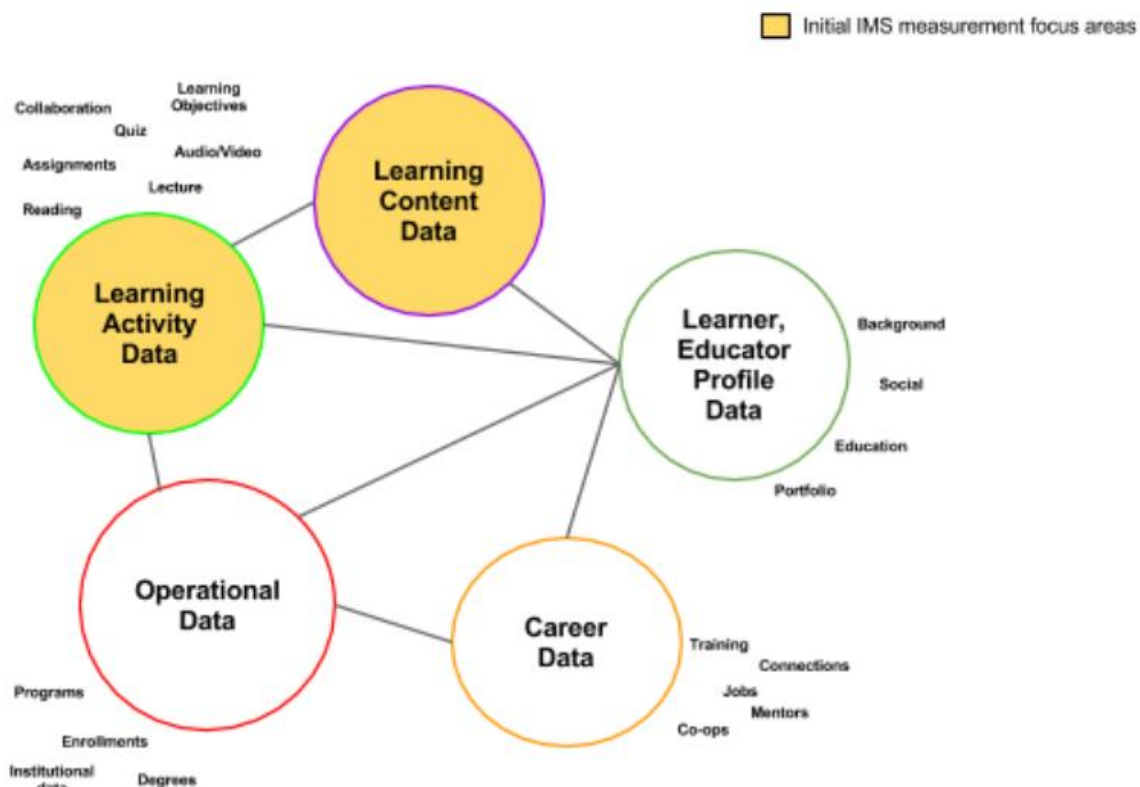 Initial IMS measurement focus areas
Learning
Objectives
Collaboration
Quiz
Audio/Video
Assignments
Lecture
Reading
Learning
Content
Data
Learning
Activity
Data
Learner,
Educator
Profile
Data
Background
Social
Education
Portfolio
Operational
Data
Career
Data
Training
Connections
Jobs
Mentors
Co-ops
Programs
Enrollments
Institutional
data
Degrees